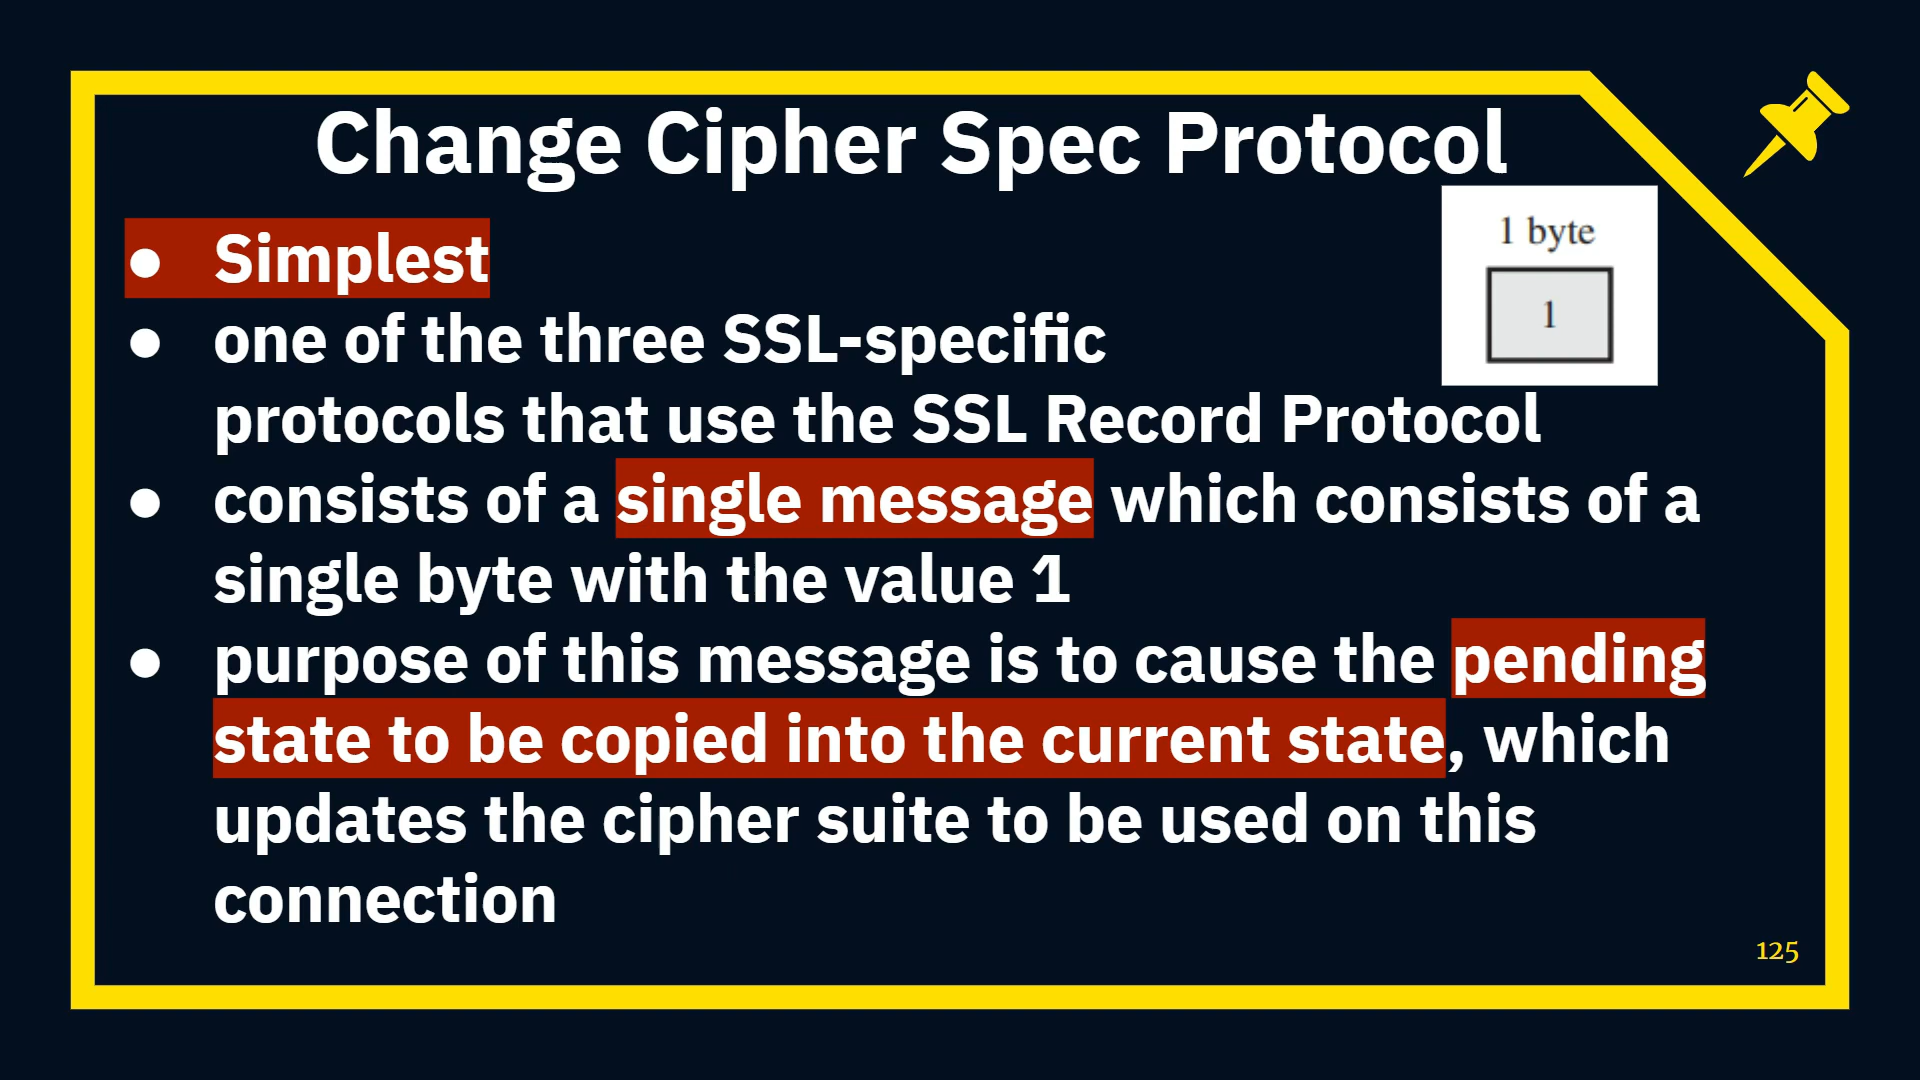 Change Cipher Spec Protocol
1 byte
1
● Simplest
● one of the three SSL-specific
protocols that use the SSL Record Protocol
● consists of a single message which consists of a
single byte with the value 1
● purpose of this message is to cause the pending
state to be copied into the current state, which
updates the cipher suite to be used on this
connection
125